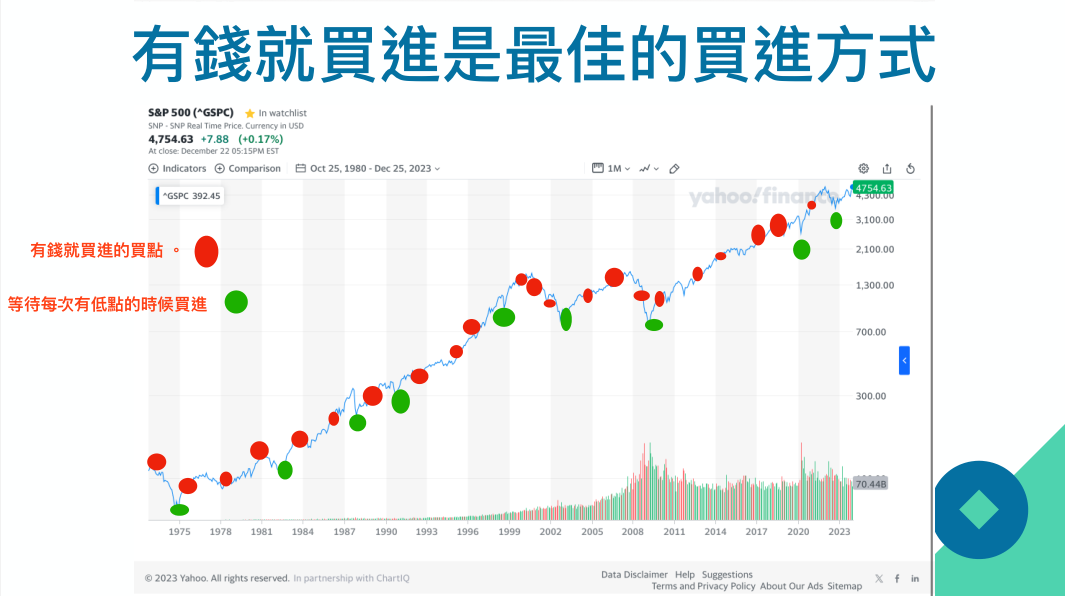 有錢就買進是最佳的買進方式
S&P 500 (^GSPC) In watchlist
SNP - SNP Real Time Price. Currency in USD
4,754.63 +7.88 (+0.17%)
At close: December 22 05:15PM EST
Indicators Comparison Oct 25, 1980 - Dec 25, 2023 1M
^GSPC 392.45
yahoo!finance
4754.63
4,300.00
3,100.00
有錢就買進的買點 。
2,100.00
1,300.00
等待每次有低點的時候買進
700.00
300.00
70.44B
1975 1978 1981 1984 1987 1990 1993 1996 1999 2002 2005 2008 2011 2014 2017 2020 2023
© 2023 Yahoo. All rights reserved. In partnership with ChartIQ
Data Disclaimer Help Suggestions
Terms and Privacy Policy About Our Ads Sitemap